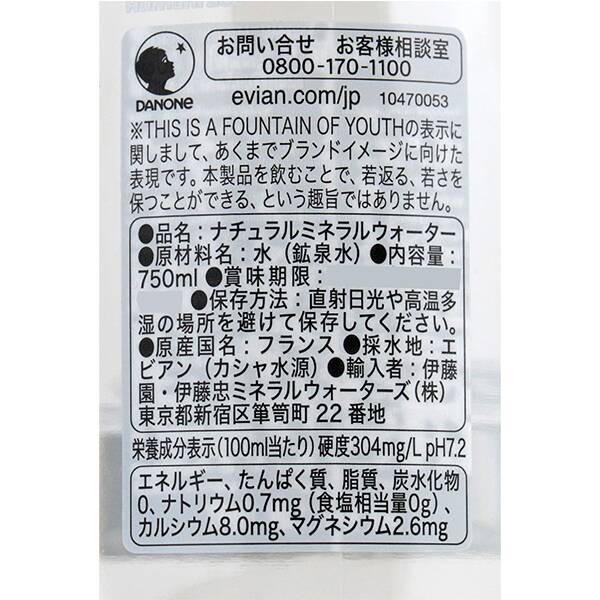 お問い合せ お客様相談室
0800-170-1100
DANONE
evian.com/jp 10470053
※THIS IS A FOUNTAIN OF YOUTHの表示に
関しまして、あくまでブランドイメージに向けた
表現です。本製品を飲むことで、若返る、若さを
保つことができる、という趣旨ではありません。
●品名：ナチュラルミネラルウォーター
●原材料名：水（鉱泉水）●内容量：
750ml ●賞味期限：
●保存方法：直射日光や高温多
湿の場所を避けて保存してください。
●原産国名：フランス ●採水地：エ
ビアン（カシャ水源）●輸入者：伊藤
園・伊藤忠ミネラルウォーターズ（株）
東京都新宿区箪笥町 22 番地
栄養成分表示（100ml当たり）硬度304mg/L pH7.2
エネルギー、たんぱく質、脂質、炭水化物
0、ナトリウム0.7mg（食塩相当量0g）、
カルシウム8.0mg、マグネシウム2.6mg